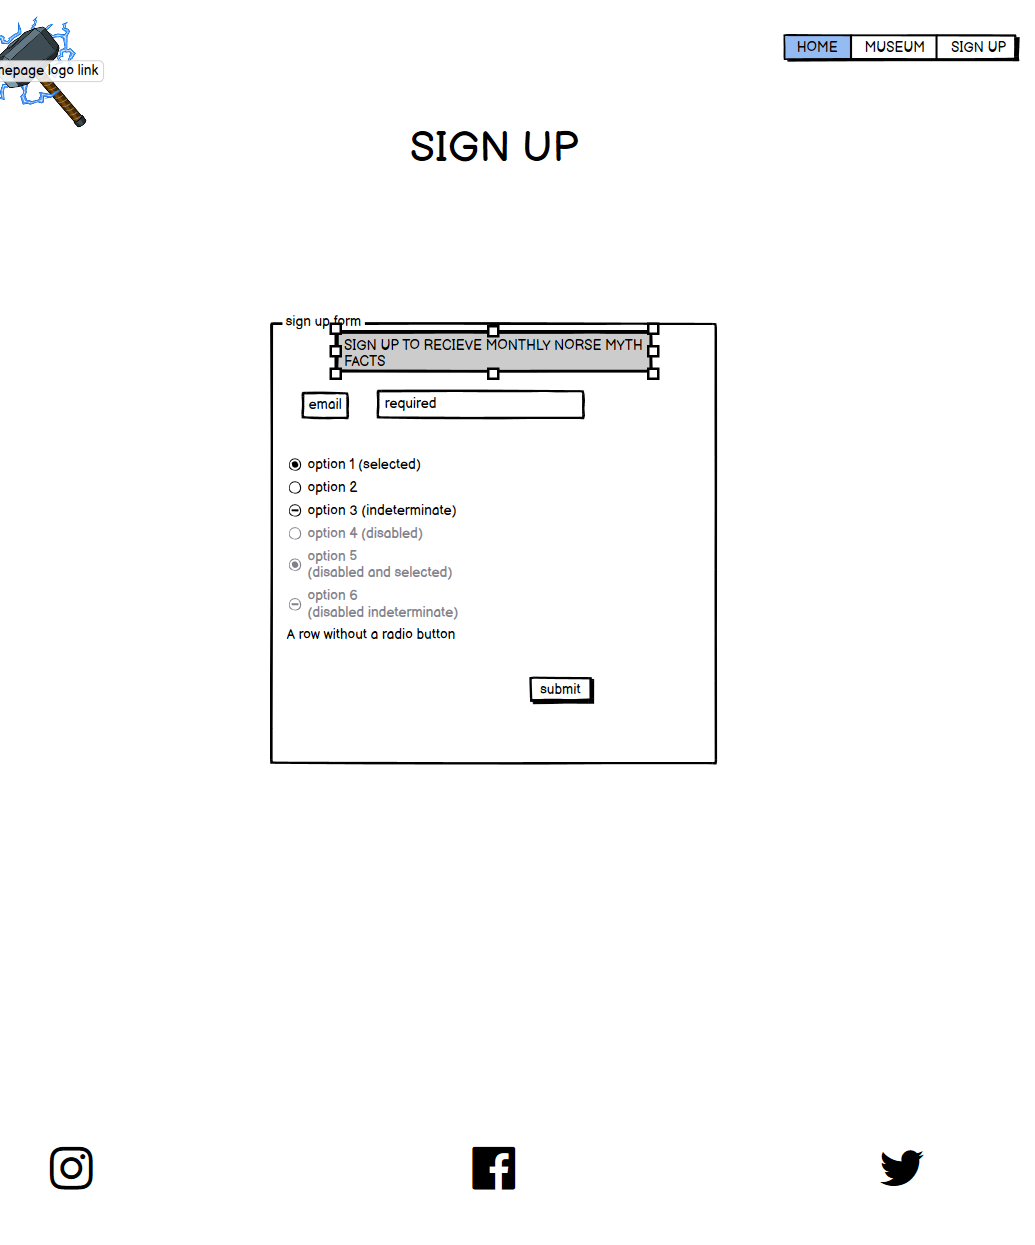 HOME MUSEUM SIGN UP
mepage logo link
SIGN UP
sign up form
SIGN UP TO RECIEVE MONTHLY NORSE MYTH
FACTS
email required
option 1 (selected)
option 2
option 3 (indeterminate)
option 4 (disabled)
option 5
(disabled and selected)
option 6
(disabled indeterminate)
A row without a radio button
submit